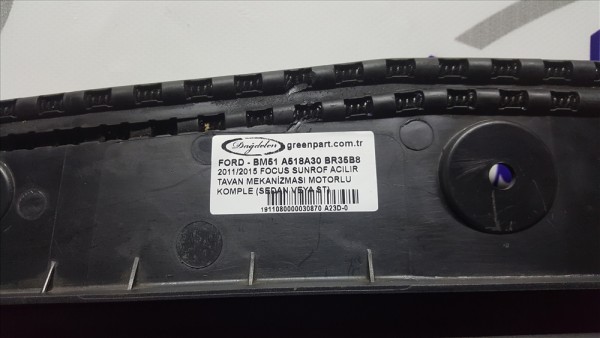 Dağdelen greenpart.com.tr
FORD - BM51 A518A30 BR35B8
2011/2015 FOCUS SUNROF ACILIR
TAVAN MEKANİZMASI MOTORLU
KOMPLE (SEDAN VEYA ST)
1911080000030870 A23D-0